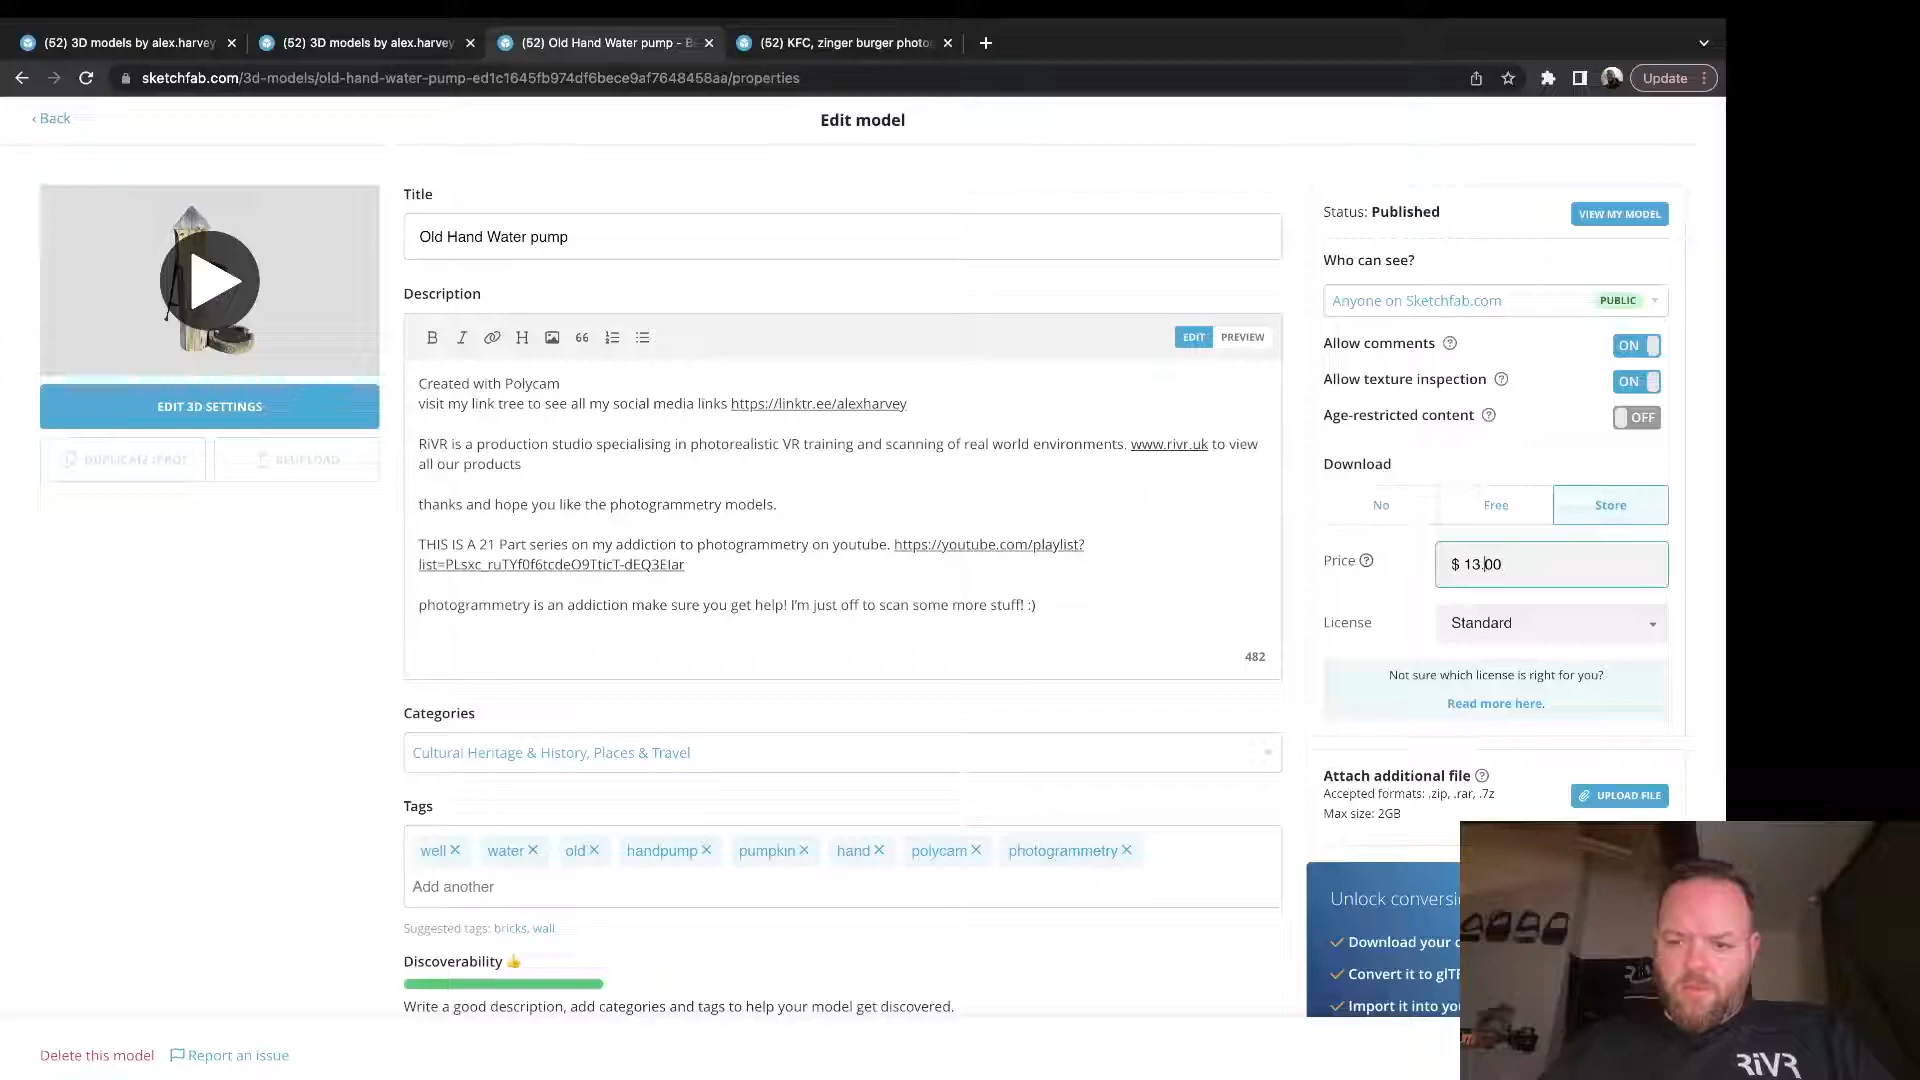 (52) 3D models by alex.harvey
(52) 3D models by alex.harvey
(52) Old Hand Water pump - Be
(52) KFC, zinger burger photo
sketchfab.com/3d-models/old-hand-water-pump-ed1c1645fb974df6bece9af7648458aa/properties
Update
‹ Back
Edit model
EDIT 3D SETTINGS
REUPLOAD
Title
Old Hand Water pump
Description
B I H 66
EDIT PREVIEW
Created with Polycam
visit my link tree to see all my social media links https://linktr.ee/alexharvey
RiVR is a production studio specialising in photorealistic VR training and scanning of real world environments. www.rivr.uk to view
all our products
thanks and hope you like the photogrammetry models.
THIS IS A 21 Part series on my addiction to photogrammetry on youtube. https://youtube.com/playlist?
list=PLsxc_ruTYf0f6tcdeO9TticT-dEQ3EIar
photogrammetry is an addiction make sure you get help! I'm just off to scan some more stuff! :)
482
Categories
Cultural Heritage & History, Places & Travel
Tags
well water old handpump pumpkin hand polycam photogrammetry
Add another
Suggested tags: bricks, wall
Discoverability
Write a good description, add categories and tags to help your model get discovered.
Status: Published
VIEW MY MODEL
Who can see?
Anyone on Sketchfab.com PUBLIC
Allow comments ON
Allow texture inspection ON
Age-restricted content OFF
Download
No Free Store
Price $ 13.00
License Standard
Not sure which license is right for you?
Read more here.
Attach additional file
Accepted formats: .zip, .rar, .7z
Max size: 2GB
UPLOAD FILE
Unlock conversi
Download your
Convert it to glTF
Import it into yo
Delete this model Report an issue
RiVR